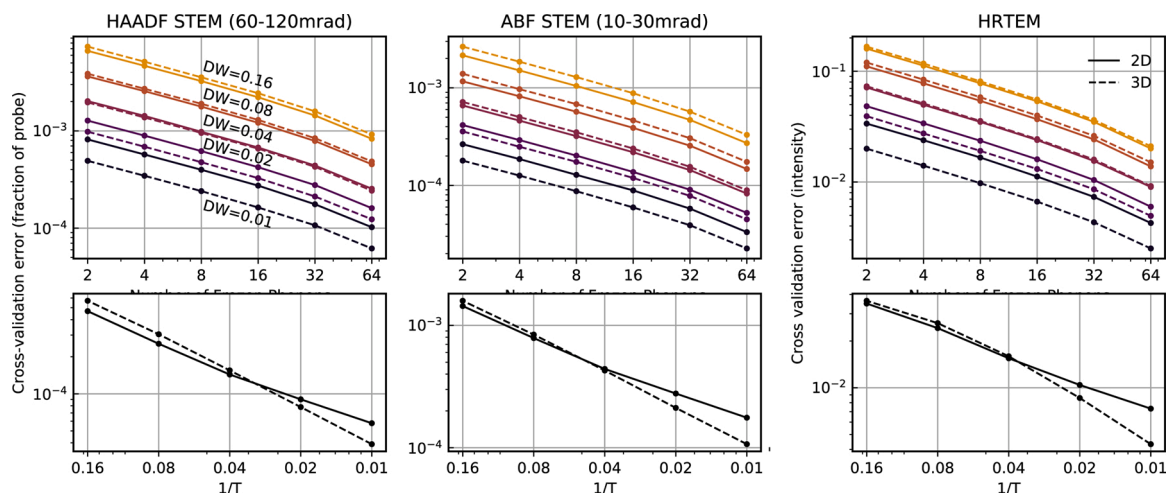 HAADF STEM (60-120mrad)
ABF STEM (10-30mrad)
HRTEM
Cross-validation error (fraction of probe)
10⁻³
10⁻⁴
DW=0.16
DW=0.08
DW=0.04
DW=0.02
DW=0.01
2 4 8 16 32 64
10⁻³
10⁻⁴
2 4 8 16 32 64
Cross validation error (intensity)
10⁻¹
10⁻²
2D
3D
2 4 8 16 32 64
10⁻⁴
0.16 0.08 0.04 0.02 0.01
1/T
10⁻³
10⁻⁴
0.16 0.08 0.04 0.02 0.01
1/T
10⁻²
0.16 0.08 0.04 0.02 0.01
1/T